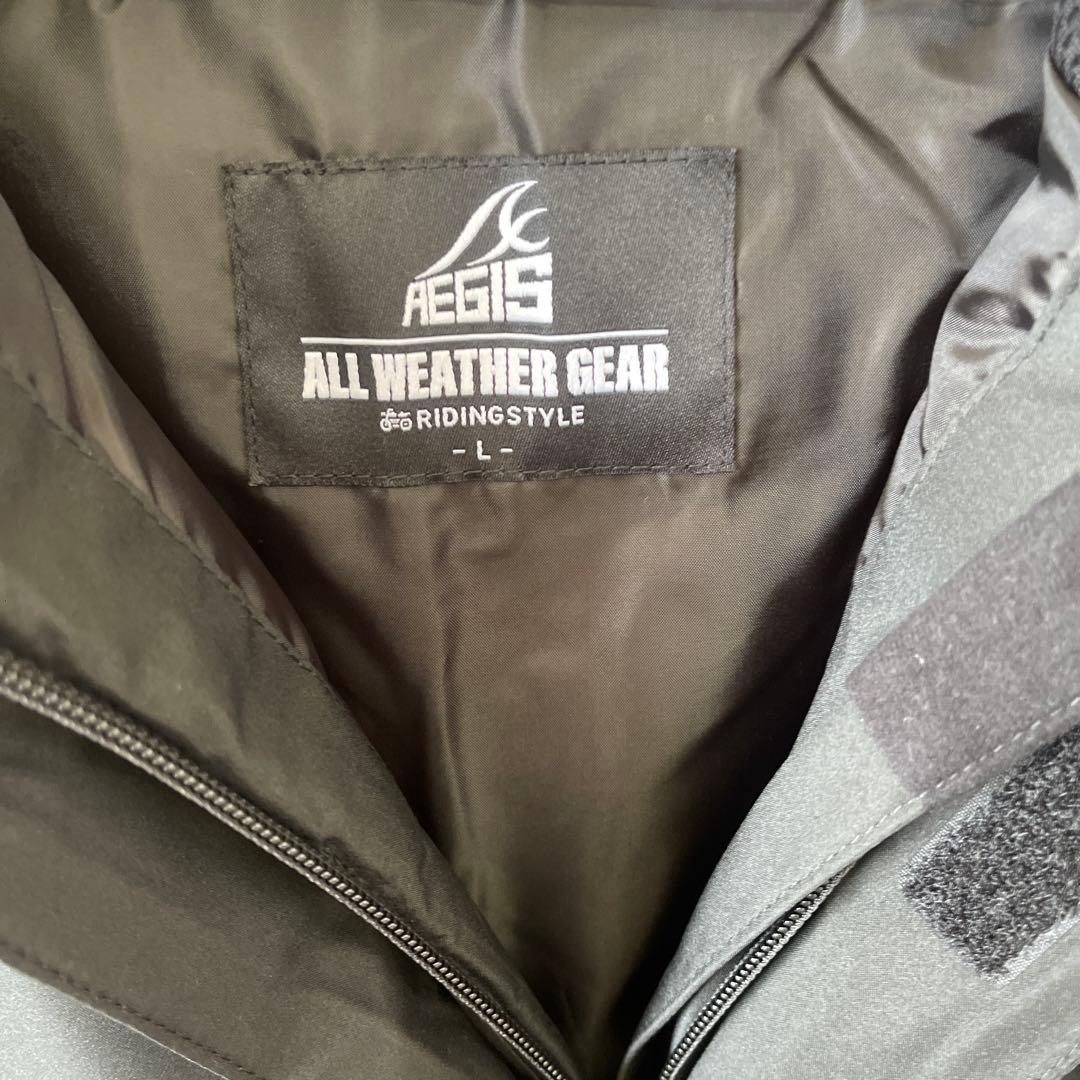 AEGIS
ALL WEATHER GEAR
RIDINGSTYLE
- L -